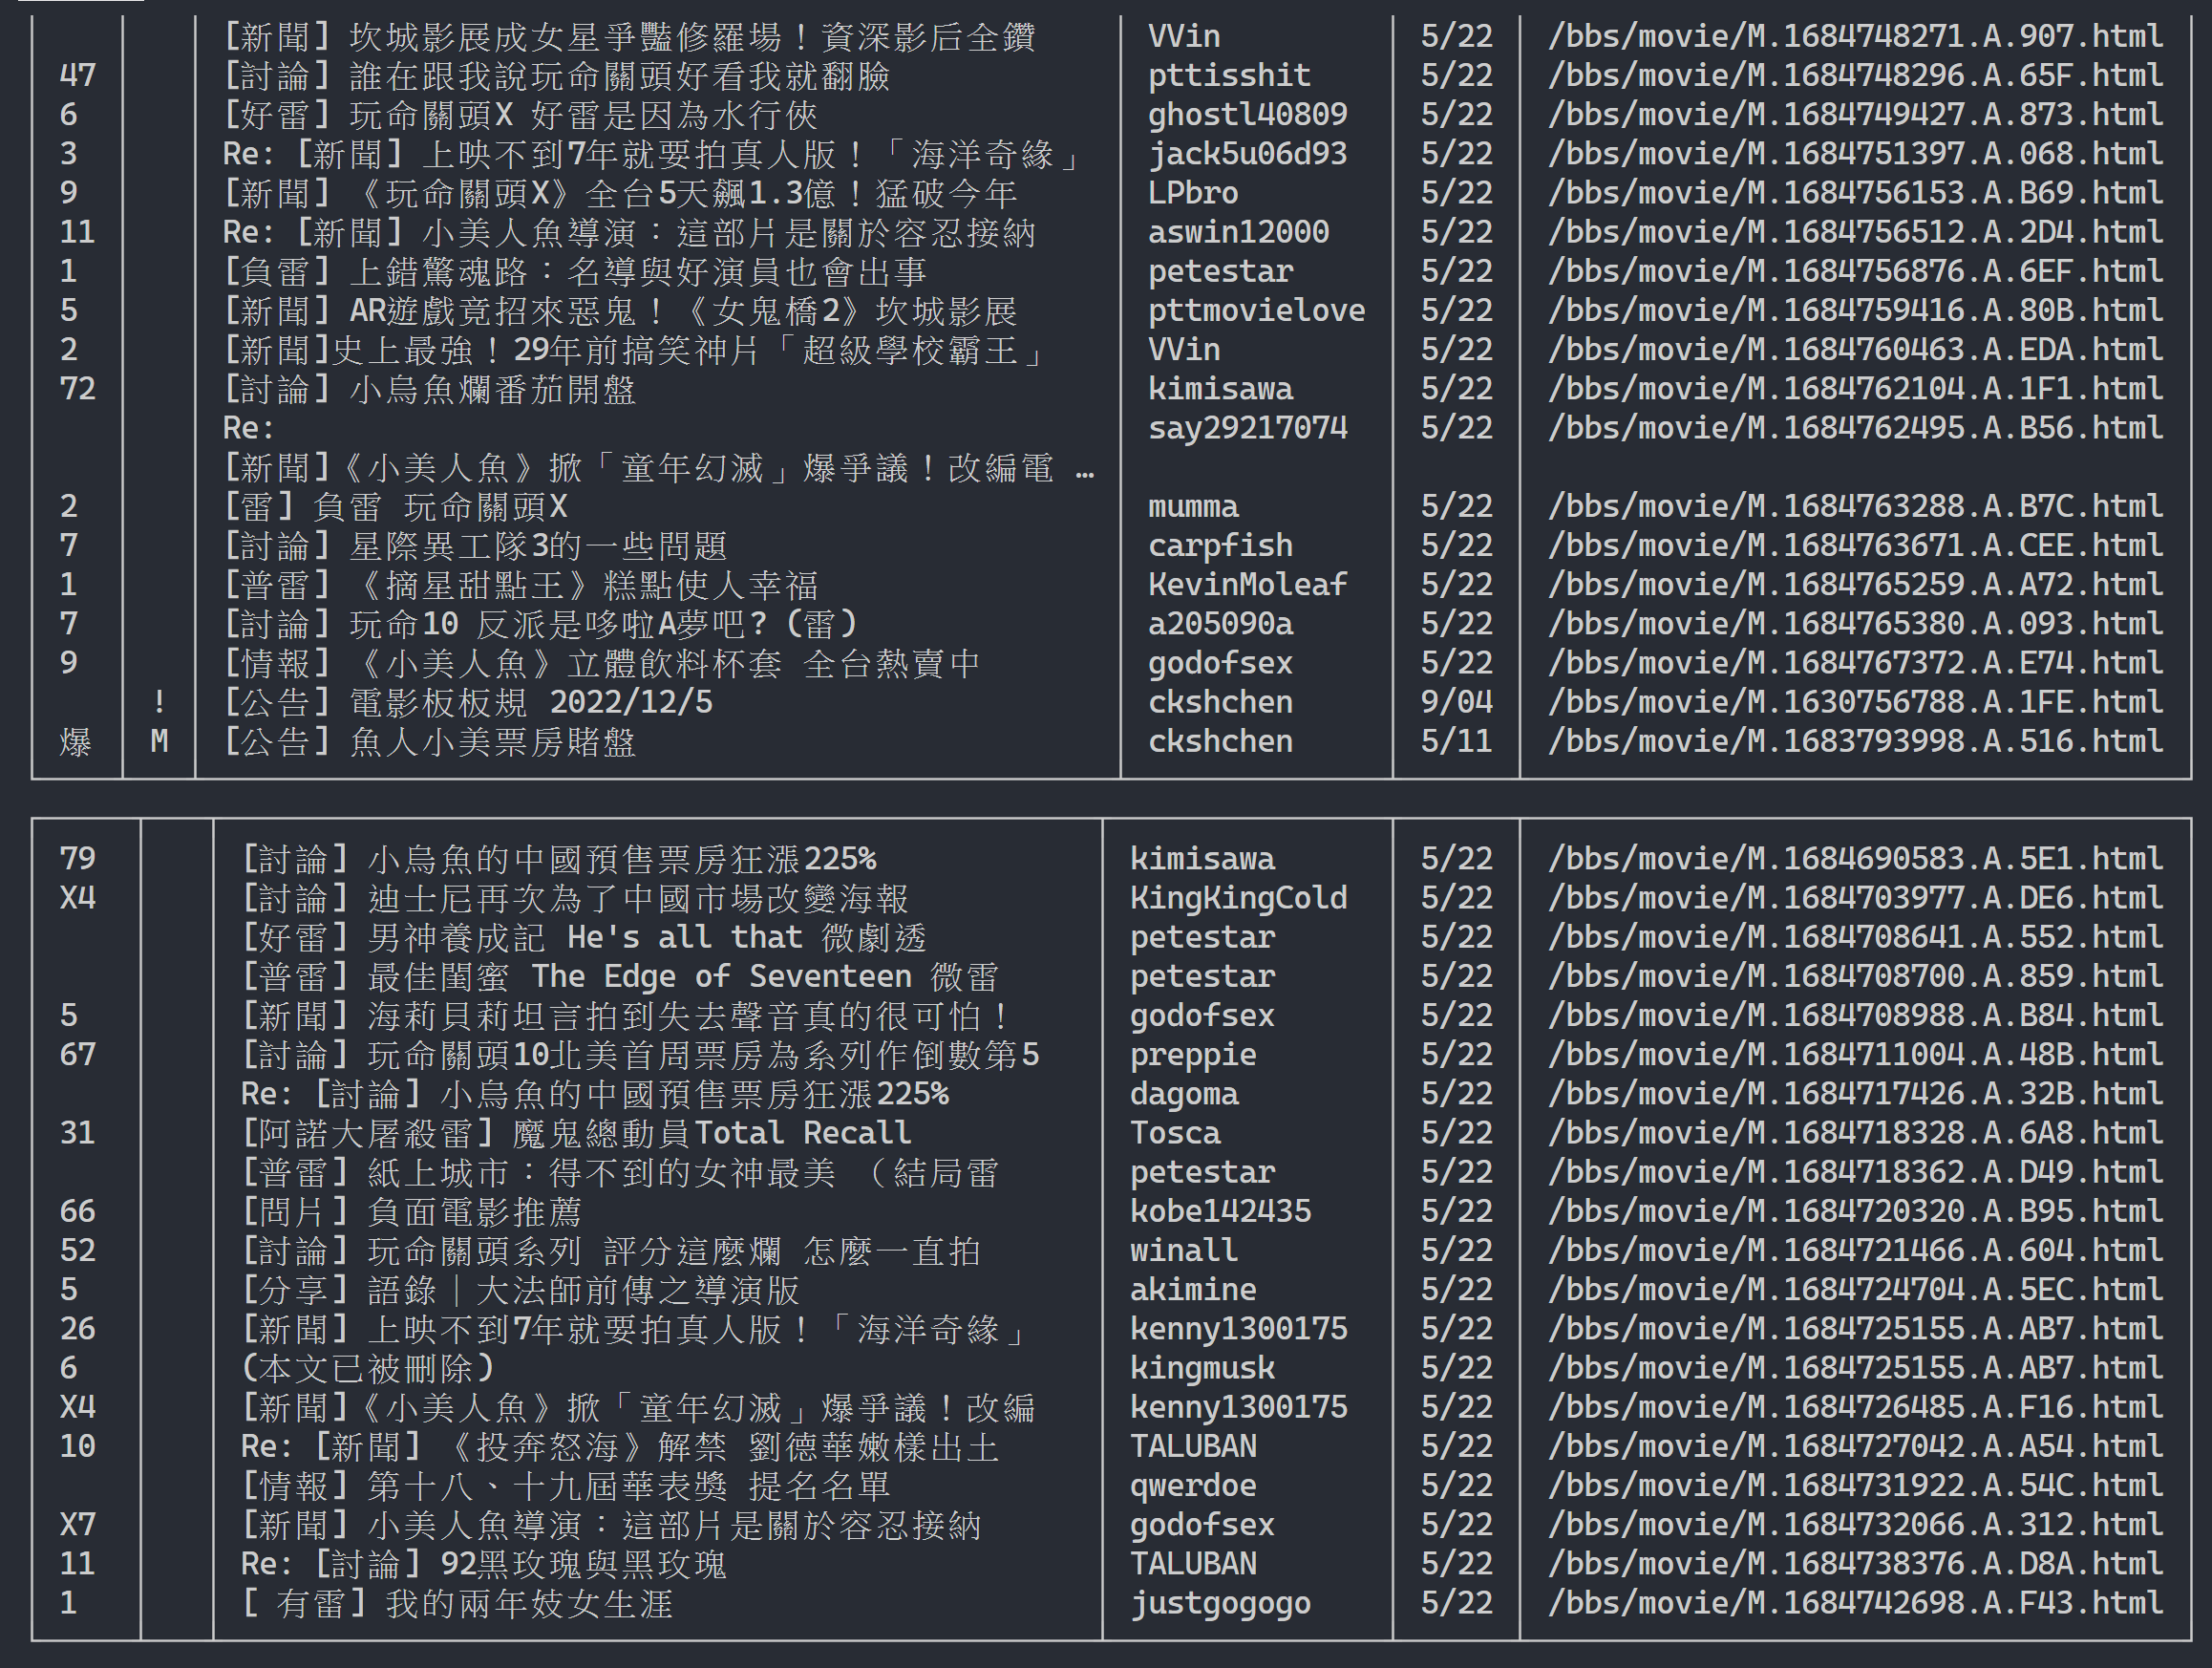 [新聞] 坎城影展成女星爭豔修羅場！資深影后全鑽 VVin 5/22 /bbs/movie/M.1684748271.A.907.html
47 [討論] 誰在跟我說玩命關頭好看我就翻臉 pttisshit 5/22 /bbs/movie/M.1684748296.A.65F.html
6 [好雷] 玩命關頭X 好雷是因為水行俠 ghostl40809 5/22 /bbs/movie/M.1684749427.A.873.html
3 Re: [新聞] 上映不到7年就要拍真人版！「海洋奇緣」 jack5u06d93 5/22 /bbs/movie/M.1684751397.A.068.html
9 [新聞] 《玩命關頭X》全台5天飆1.3億！猛破今年 LPbro 5/22 /bbs/movie/M.1684756153.A.B69.html
11 Re: [新聞] 小美人魚導演：這部片是關於容忍接納 aswin12000 5/22 /bbs/movie/M.1684756512.A.2D4.html
1 [負雷] 上錯驚魂路：名導與好演員也會出事 petestar 5/22 /bbs/movie/M.1684756876.A.6EF.html
5 [新聞] AR遊戲竟招來惡鬼！《女鬼橋2》坎城影展 pttmovielove 5/22 /bbs/movie/M.1684759416.A.80B.html
2 [新聞]史上最強！29年前搞笑神片「超級學校霸王」 VVin 5/22 /bbs/movie/M.1684760463.A.EDA.html
72 [討論] 小烏魚爛番茄開盤 kimisawa 5/22 /bbs/movie/M.1684762104.A.1F1.html
Re: say29217074 5/22 /bbs/movie/M.1684762495.A.B56.html
[新聞]《小美人魚》掀「童年幻滅」爆爭議！改編電 …
2 [雷] 負雷 玩命關頭X mumma 5/22 /bbs/movie/M.1684763288.A.B7C.html
7 [討論] 星際異工隊3的一些問題 carpfish 5/22 /bbs/movie/M.1684763671.A.CEE.html
1 [普雷] 《摘星甜點王》糕點使人幸福 KevinMoleaf 5/22 /bbs/movie/M.1684765259.A.A72.html
7 [討論] 玩命10 反派是哆啦A夢吧? (雷) a205090a 5/22 /bbs/movie/M.1684765380.A.093.html
9 [情報] 《小美人魚》立體飲料杯套 全台熱賣中 godofsex 5/22 /bbs/movie/M.1684767372.A.E74.html
! [公告] 電影板板規 2022/12/5 ckshchen 9/04 /bbs/movie/M.1630756788.A.1FE.html
爆 M [公告] 魚人小美票房賭盤 ckshchen 5/11 /bbs/movie/M.1683793998.A.516.html
79 [討論] 小烏魚的中國預售票房狂漲225% kimisawa 5/22 /bbs/movie/M.1684690583.A.5E1.html
X4 [討論] 迪士尼再次為了中國市場改變海報 KingKingCold 5/22 /bbs/movie/M.1684703977.A.DE6.html
[好雷] 男神養成記 He's all that 微劇透 petestar 5/22 /bbs/movie/M.1684708641.A.552.html
[普雷] 最佳閨蜜 The Edge of Seventeen 微雷 petestar 5/22 /bbs/movie/M.1684708700.A.859.html
5 [新聞] 海莉貝莉坦言拍到失去聲音真的很可怕！ godofsex 5/22 /bbs/movie/M.1684708988.A.B84.html
67 [討論] 玩命關頭10北美首周票房為系列作倒數第5 preppie 5/22 /bbs/movie/M.1684711004.A.48B.html
Re: [討論] 小烏魚的中國預售票房狂漲225% dagoma 5/22 /bbs/movie/M.1684717426.A.32B.html
31 [阿諾大屠殺雷] 魔鬼總動員Total Recall Tosca 5/22 /bbs/movie/M.1684718328.A.6A8.html
[普雷] 紙上城市：得不到的女神最美 （結局雷 petestar 5/22 /bbs/movie/M.1684718362.A.D49.html
66 [問片] 負面電影推薦 kobe142435 5/22 /bbs/movie/M.1684720320.A.B95.html
52 [討論] 玩命關頭系列 評分這麼爛 怎麼一直拍 winall 5/22 /bbs/movie/M.1684721466.A.604.html
5 [分享] 語錄｜大法師前傳之導演版 akimine 5/22 /bbs/movie/M.1684724704.A.5EC.html
26 [新聞] 上映不到7年就要拍真人版！「海洋奇緣」 kenny1300175 5/22 /bbs/movie/M.1684725155.A.AB7.html
6 (本文已被刪除) kingmusk 5/22 /bbs/movie/M.1684725155.A.AB7.html
X4 [新聞]《小美人魚》掀「童年幻滅」爆爭議！改編 kenny1300175 5/22 /bbs/movie/M.1684726485.A.F16.html
10 Re: [新聞] 《投奔怒海》解禁 劉德華嫩樣出土 TALUBAN 5/22 /bbs/movie/M.1684727042.A.A54.html
[情報] 第十八、十九屆華表獎 提名名單 qwerdoe 5/22 /bbs/movie/M.1684731922.A.54C.html
X7 [新聞] 小美人魚導演：這部片是關於容忍接納 godofsex 5/22 /bbs/movie/M.1684732066.A.312.html
11 Re: [討論] 92黑玫瑰與黑玫瑰 TALUBAN 5/22 /bbs/movie/M.1684738376.A.D8A.html
1 [ 有雷] 我的兩年妓女生涯 justgogogo 5/22 /bbs/movie/M.1684742698.A.F43.html